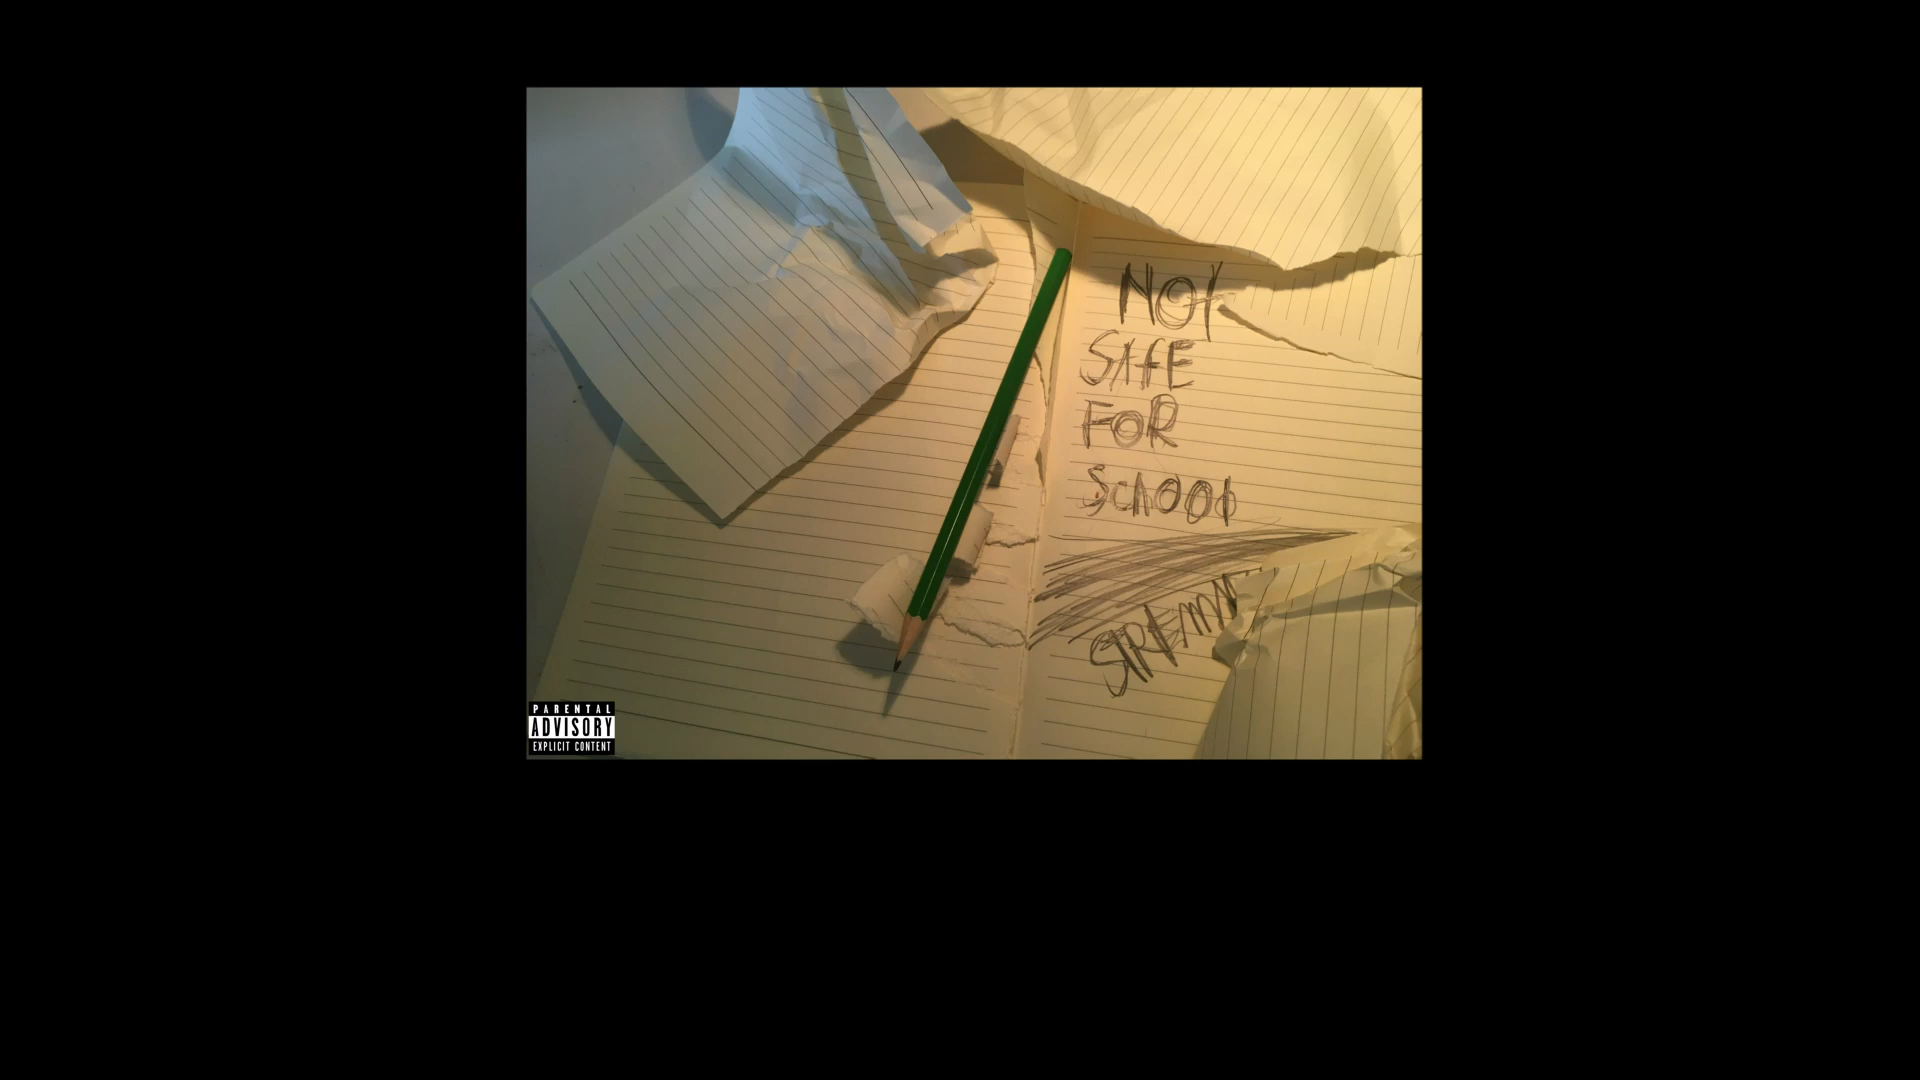 NOT
SAFE
FOR
School
PARENTAL
ADVISORY
EXPLICIT CONTENT